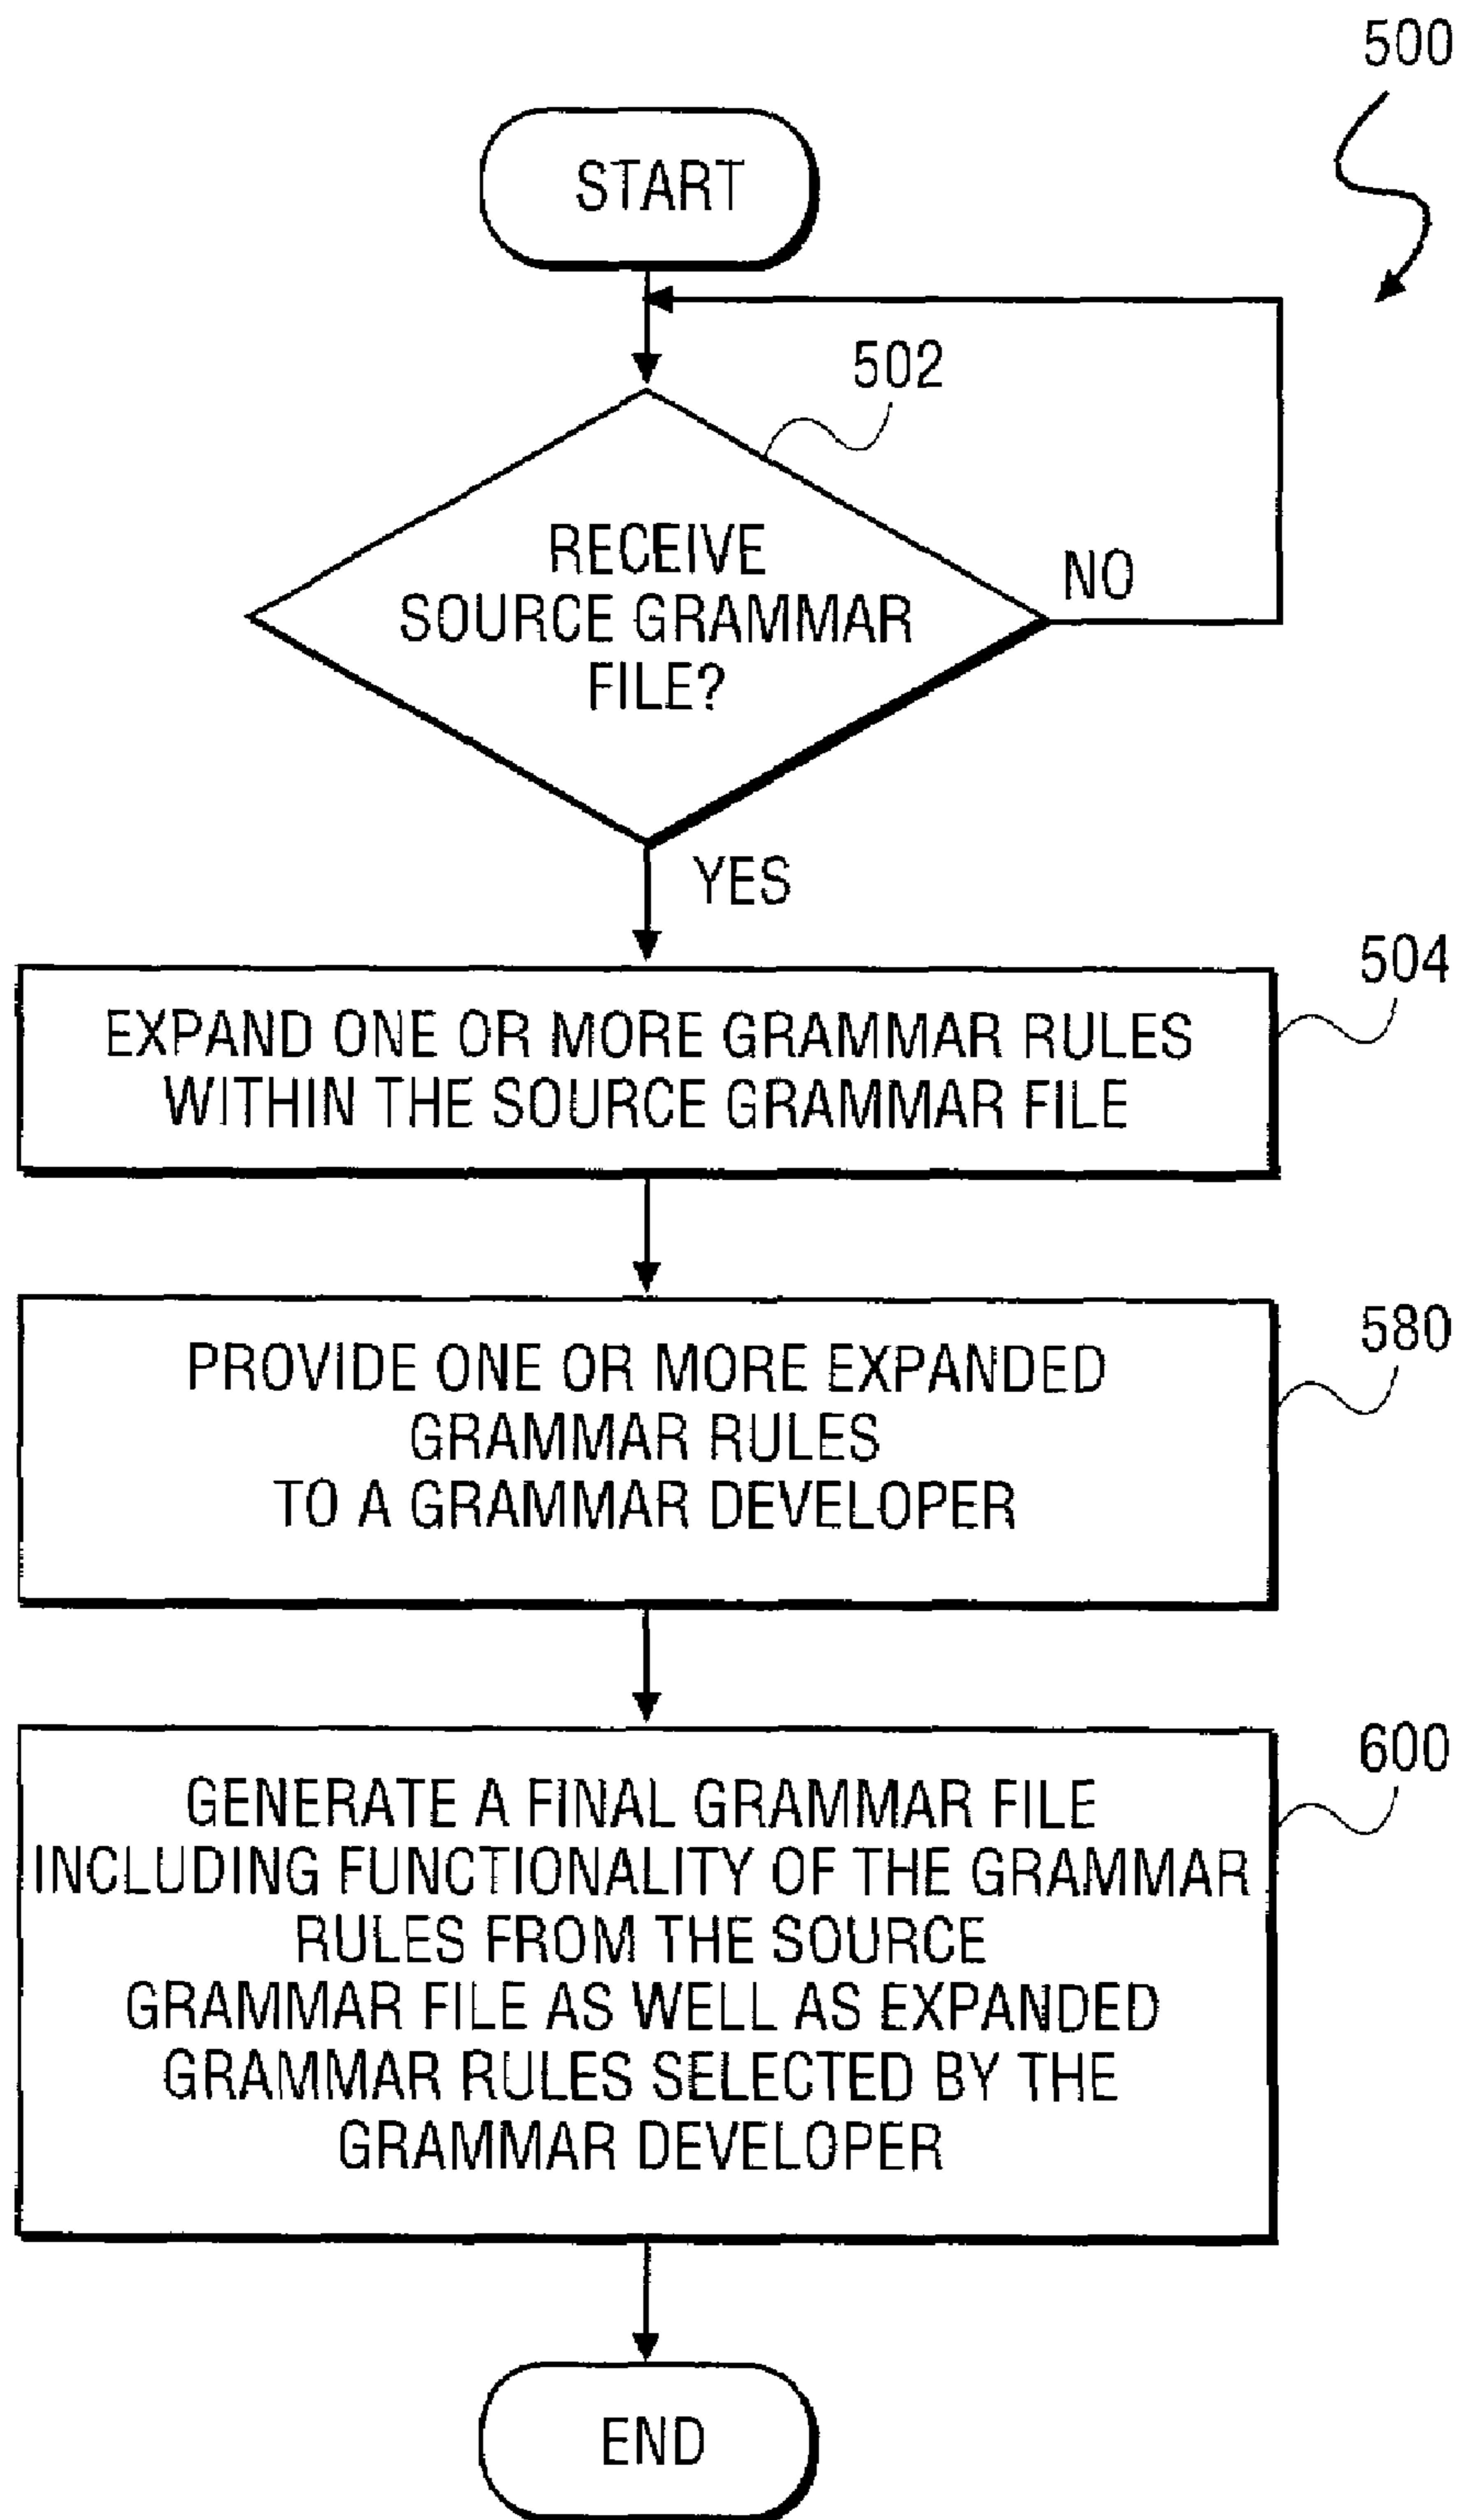 500
START
502
RECEIVE
SOURCE GRAMMAR
FILE?
NO
YES
504
EXPAND ONE OR MORE GRAMMAR RULES
WITHIN THE SOURCE GRAMMAR FILE
580
PROVIDE ONE OR MORE EXPANDED
GRAMMAR RULES
TO A GRAMMAR DEVELOPER
600
GENERATE A FINAL GRAMMAR FILE
INCLUDING FUNCTIONALITY OF THE GRAMMAR
RULES FROM THE SOURCE
GRAMMAR FILE AS WELL AS EXPANDED
GRAMMAR RULES SELECTED BY THE
GRAMMAR DEVELOPER
END